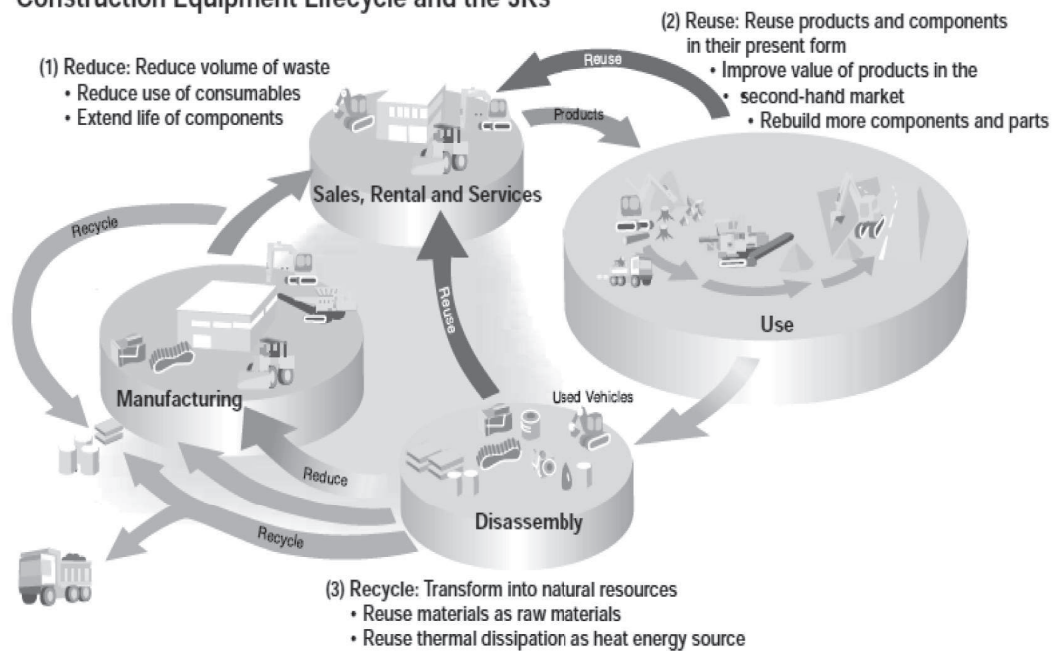 Construction Equipment Lifecycle and the 3Rs
(1) Reduce: Reduce volume of waste
• Reduce use of consumables
• Extend life of components
(2) Reuse: Reuse products and components
in their present form
• Improve value of products in the
• second-hand market
• Rebuild more components and parts
Reuse
Products
Sales, Rental and Services
Recycle
Reuse
Use
Manufacturing
Used Vehicles
Reduce
Disassembly
Recycle
(3) Recycle: Transform into natural resources
• Reuse materials as raw materials
• Reuse thermal dissipation as heat energy source